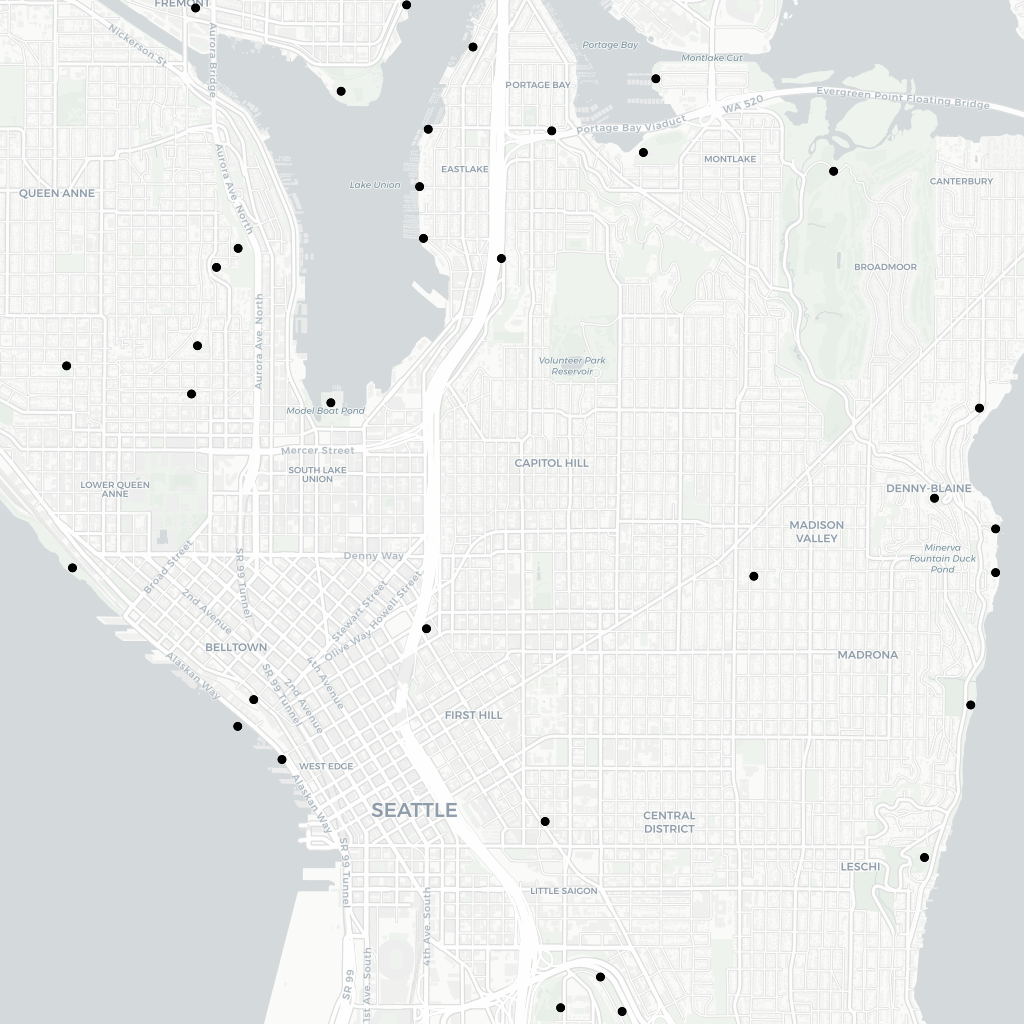 FREMONT
Nickerson St
Aurora Bridge
Portage Bay
Montlake Cut
PORTAGE BAY
Evergreen Point Floating Bridge
WA 520
Portage Bay Viaduct
MONTLAKE
EASTLAKE
Lake Union
QUEEN ANNE
Aurora Ave. North
CANTERBURY
BROADMOOR
Aurora Ave. North
Volunteer Park
Reservoir
Model Boat Pond
Mercer Street
SOUTH LAKE
UNION
CAPITOL HILL
LOWER QUEEN
ANNE
DENNY-BLAINE
MADISON
VALLEY
Minerva
Fountain Duck
Pond
Denny Way
Broad Street
SR 99 Tunnel
2nd Avenue
Stewart Street
Olive Way
Howell Street
BELLTOWN
MADRONA
Alaskan Way
SR 99 Tunnel
4th Avenue
2nd Avenue
FIRST HILL
WEST EDGE
Alaskan Way
SEATTLE
CENTRAL
DISTRICT
SR 99 Tunnel
LESCHI
LITTLE SAIGON
4th Ave. South
SR 99
1st Ave. South